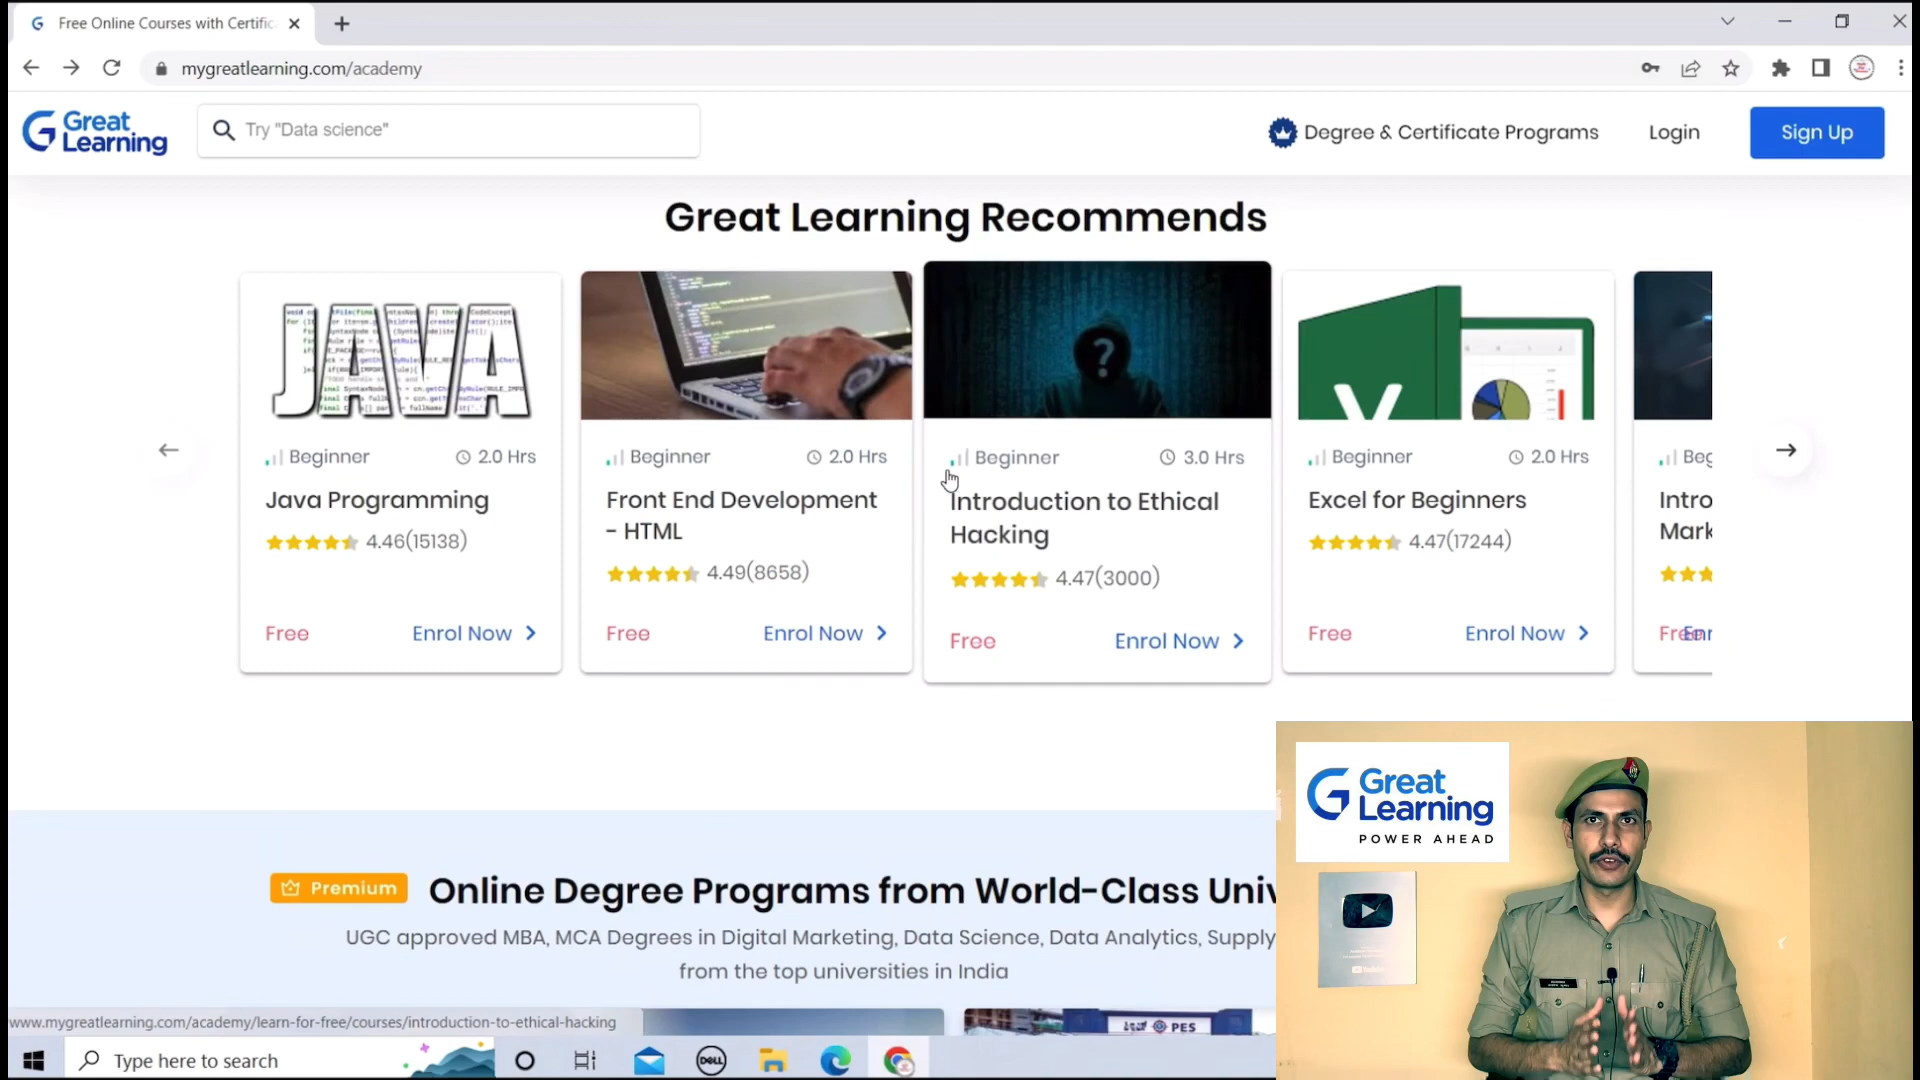 Free Online Courses with Certific
mygreatlearning.com/academy
Great Learning
Try "Data science"
Degree & Certificate Programs
Login
Sign Up
Great Learning Recommends
JAVA
Beginner 2.0 Hrs
Java Programming
4.46(15138)
Free
Enrol Now
Beginner 2.0 Hrs
Front End Development
- HTML
4.49(8658)
Free
Enrol Now
?
Beginner 3.0 Hrs
Introduction to Ethical
Hacking
4.47(3000)
Free
Enrol Now
Beginner 2.0 Hrs
Excel for Beginners
4.47(17244)
Free
Enrol Now
Beg
Intro
Mark
Free
Enr
Premium
Online Degree Programs from World-Class Univ
UGC approved MBA, MCA Degrees in Digital Marketing, Data Science, Data Analytics, Supply
from the top universities in India
PES
www.mygreatlearning.com/academy/learn-for-free/courses/introduction-to-ethical-hacking
Type here to search
DELL
Great
Learning
POWER AHEAD